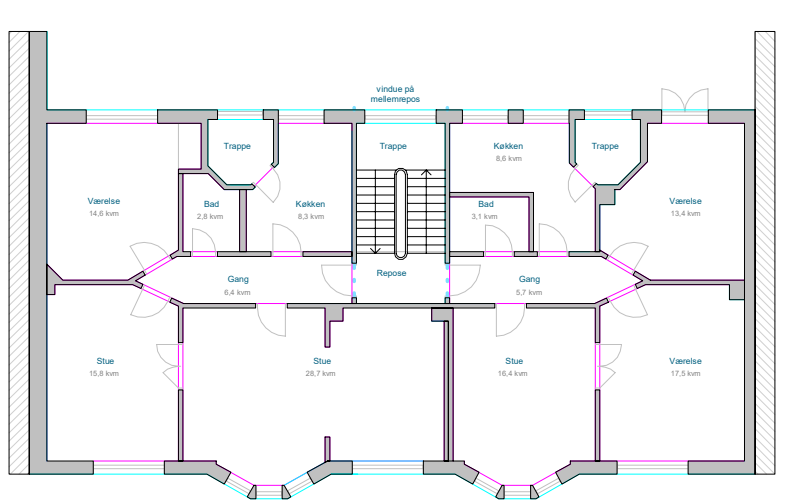 vindue på
mellemrepos
Trappe
Trappe
Køkken
8,6 kvm
Trappe
Værelse
14,6 kvm
Bad
2,8 kvm
Køkken
8,3 kvm
Bad
3,1 kvm
Værelse
13,4 kvm
Gang
6,4 kvm
Repose
Gang
5,7 kvm
Stue
15,8 kvm
Stue
28,7 kvm
Stue
16,4 kvm
Værelse
17,5 kvm